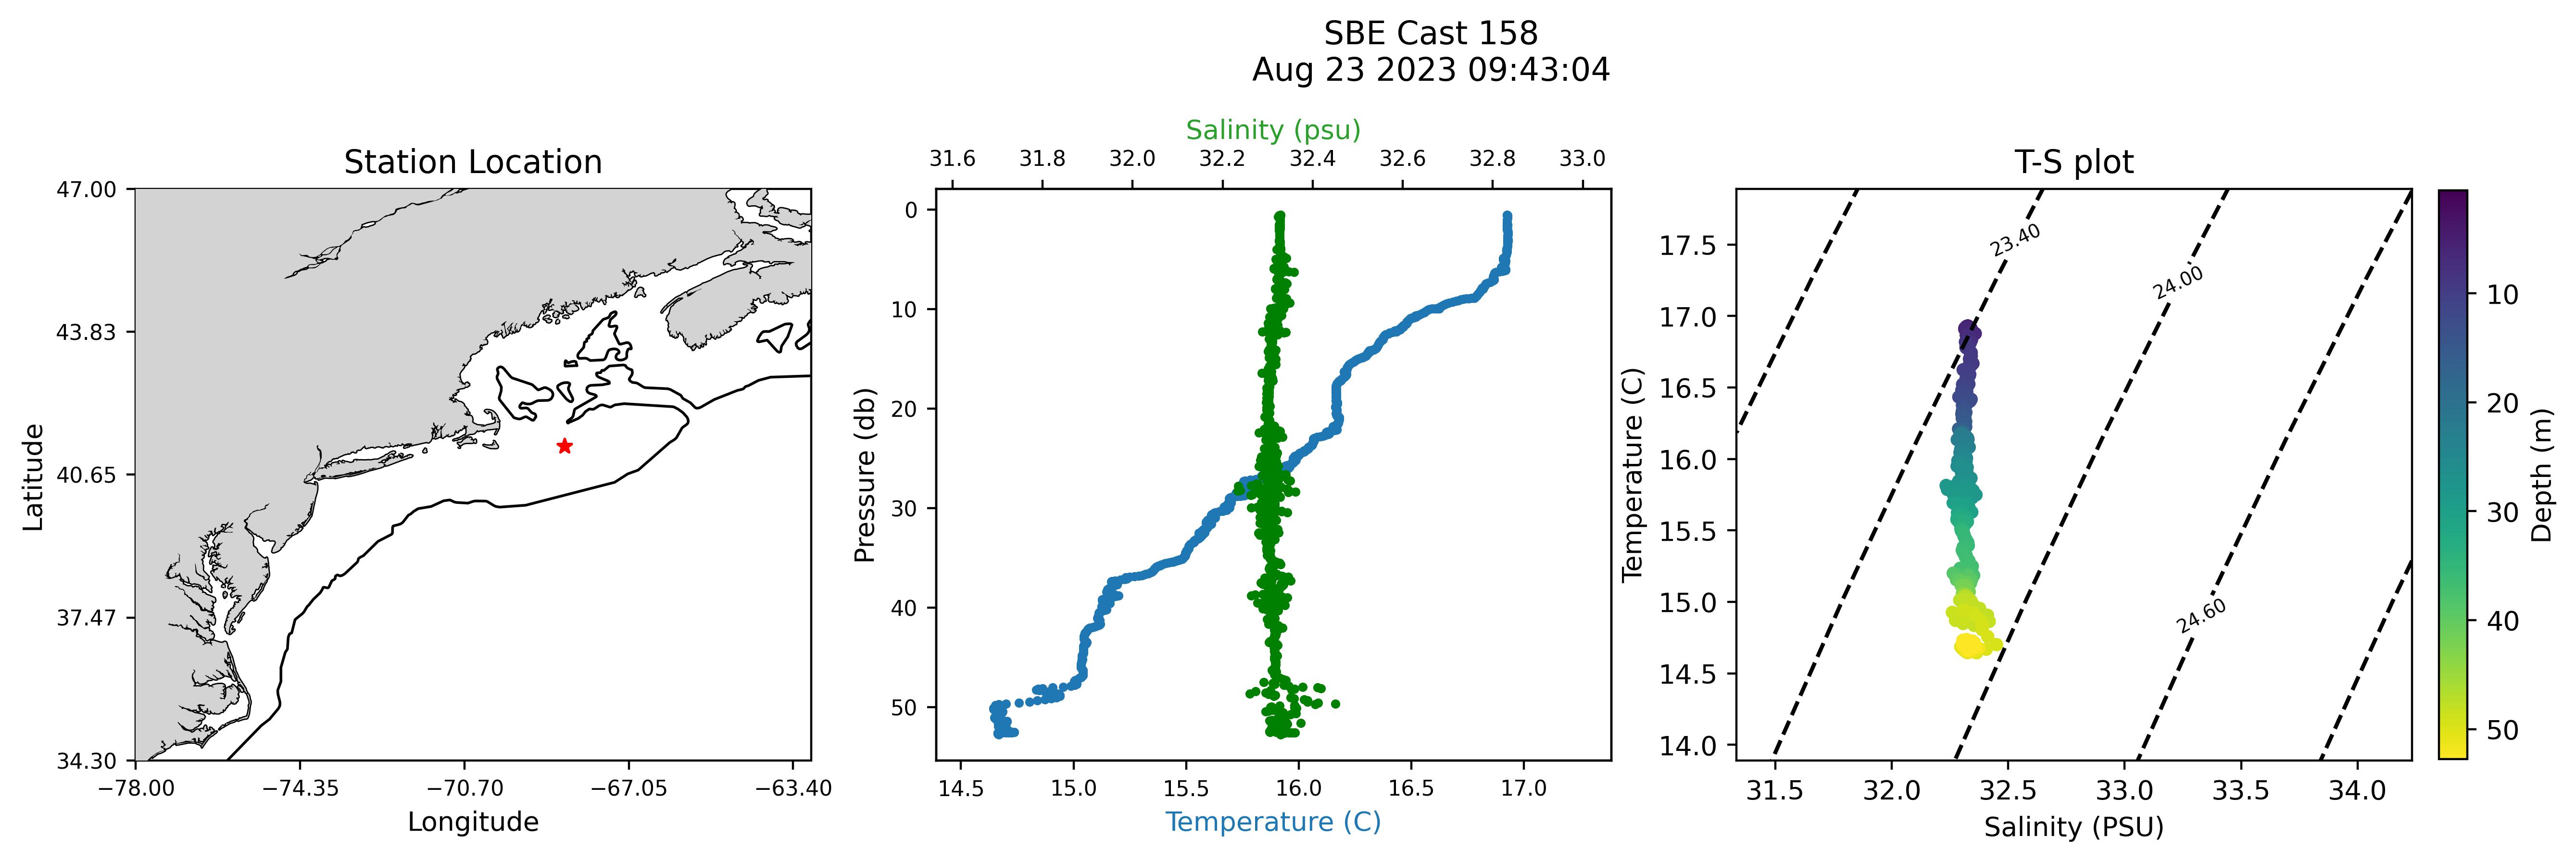 SBE Cast 158
Aug 23 2023 09:43:04
Station Location
47.00
43.83
40.65
37.47
34.30
Latitude
−78.00 −74.35 −70.70 −67.05 −63.40
Longitude
Salinity (psu)
31.6 31.8 32.0 32.2 32.4 32.6 32.8 33.0
0
10
20
30
40
50
Pressure (db)
14.5 15.0 15.5 16.0 16.5 17.0
Temperature (C)
T-S plot
17.5
17.0
16.5
16.0
15.5
15.0
14.5
14.0
Temperature (C)
23.40
24.00
24.60
31.5 32.0 32.5 33.0 33.5 34.0
Salinity (PSU)
10
20
30
40
50
Depth (m)